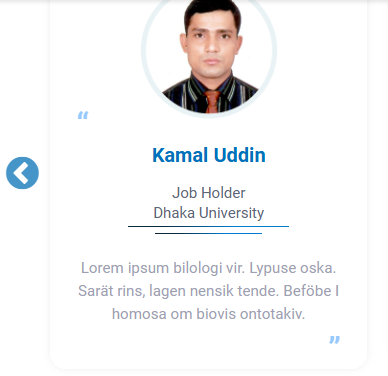 “
Kamal Uddin
Job Holder
Dhaka University
Lorem ipsum bilologi vir. Lypuse oska.
Sarät rins, lagen nensik tende. Beföbe I
homosa om biovis ontotakiv.
”